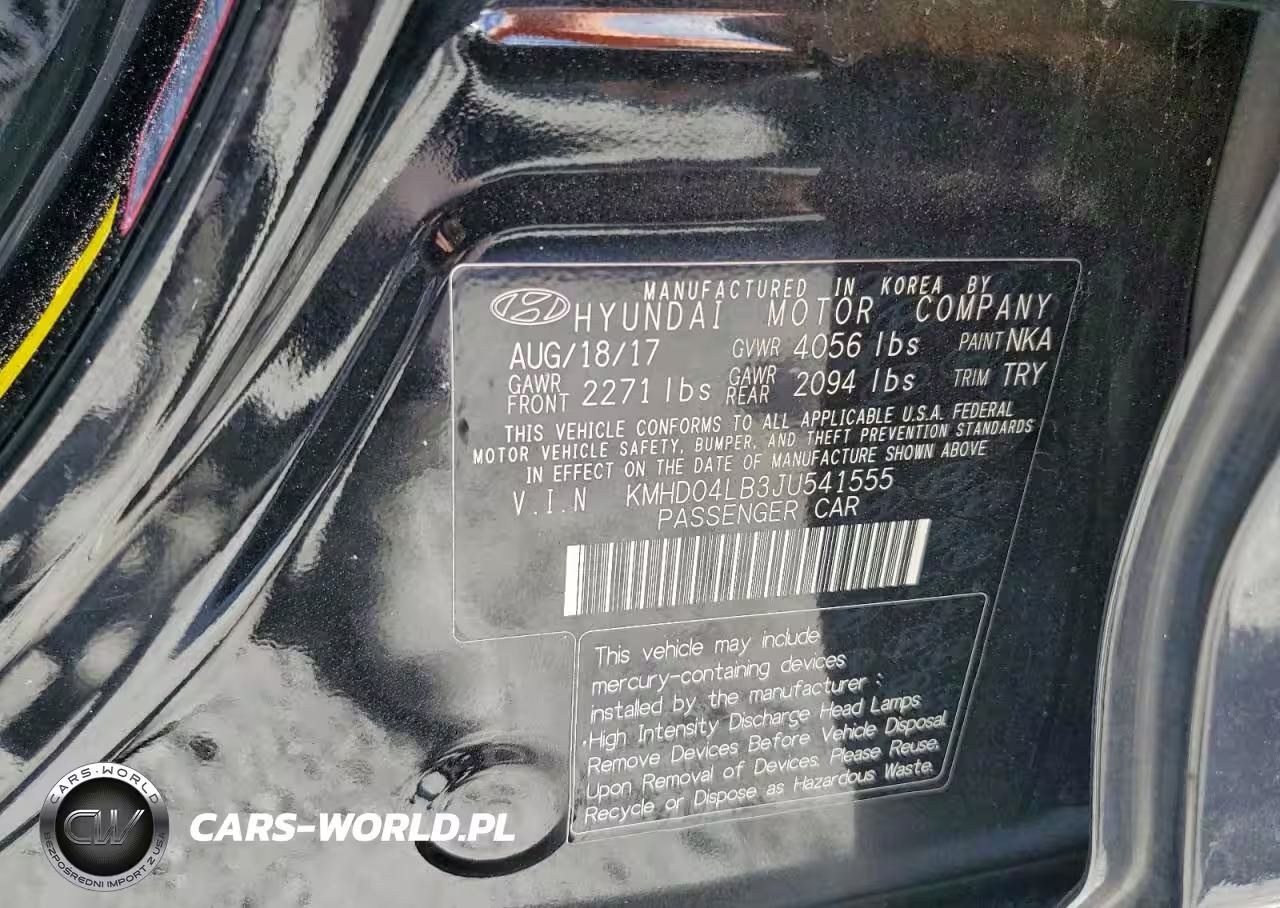 MANUFACTURED IN KOREA BY
HYUNDAI MOTOR COMPANY
AUG/18/17 GVWR 4056 lbs PAINT NKA
GAWR FRONT 2271 lbs GAWR REAR 2094 lbs TRIM TRY
THIS VEHICLE CONFORMS TO ALL APPLICABLE U.S.A. FEDERAL
MOTOR VEHICLE SAFETY, BUMPER, AND THEFT PREVENTION STANDARDS
IN EFFECT ON THE DATE OF MANUFACTURE SHOWN ABOVE
V.I.N KMHD04LB3JU541555
PASSENGER CAR
This vehicle may include
mercury-containing devices
installed by the manufacturer :
·High Intensity Discharge Head Lamps
Remove Devices Before Vehicle Disposal
Upon Removal of Devices. Please Reuse.
Recycle or Dispose as Hazardous Waste.
CARS-WORLD
CW
BEZPOŚREDNI IMPORT Z USA
CARS-WORLD.PL